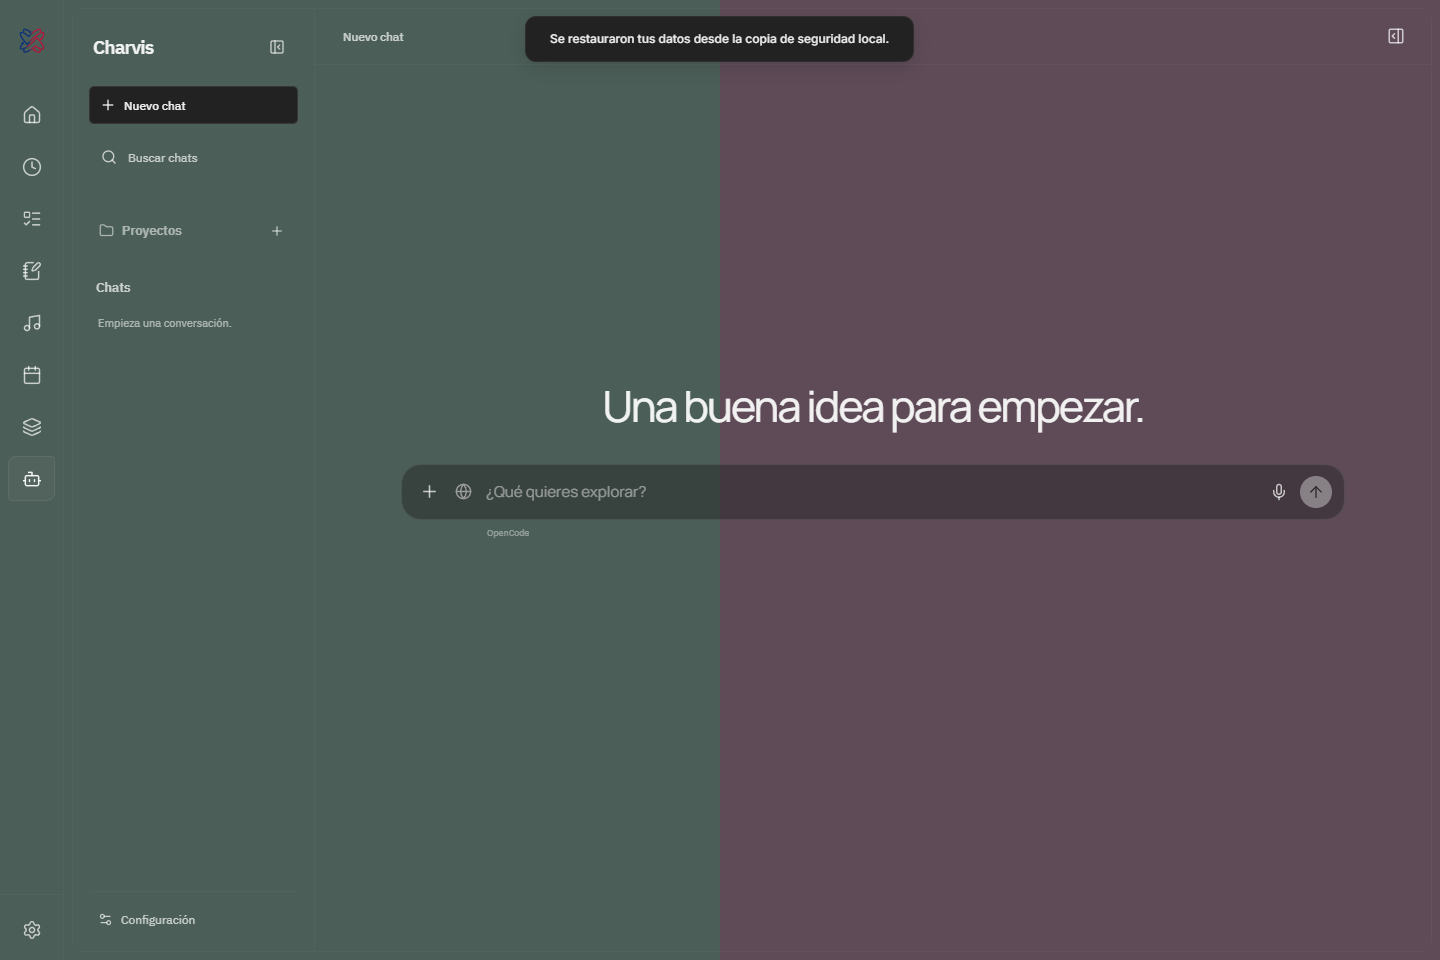 Charvis
Nuevo chat
Buscar chats
Proyectos
Chats
Empieza una conversación.
Configuración
Nuevo chat
Se restauraron tus datos desde la copia de seguridad local.
Una buena idea para empezar.
¿Qué quieres explorar?
OpenCode